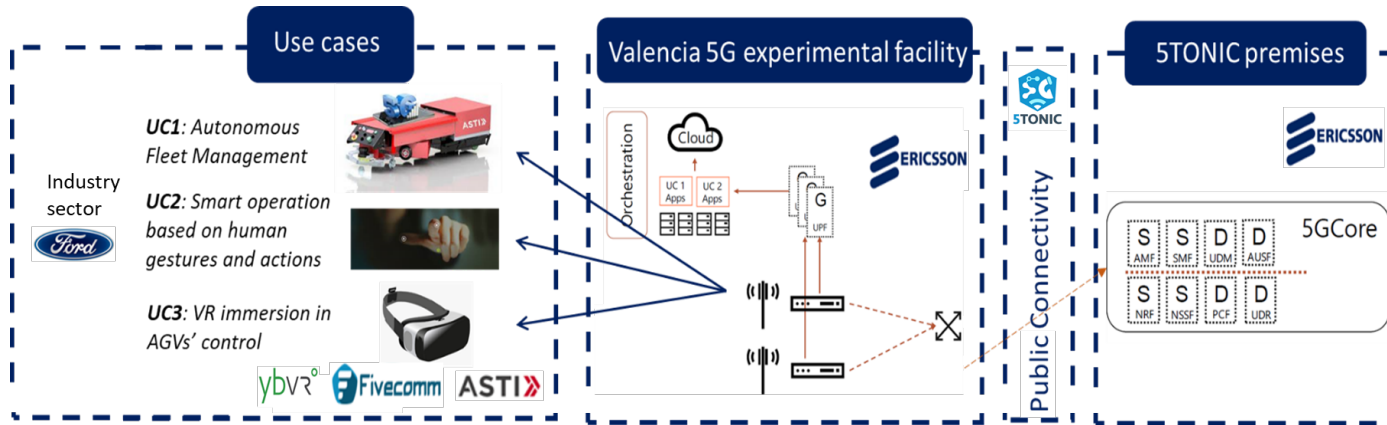 Use cases
UC1: Autonomous
Fleet Management
ASTI
Industry
sector
Ford
UC2: Smart operation
based on human
gestures and actions
UC3: VR immersion in
AGVs' control
ybVR
Fivecomm
ASTI
Valencia 5G experimental facility
Orchestration
Cloud
UC 1
Apps
UC 2
Apps
G
UPF
ERICSSON
5G
5TONIC
Public Connectivity
5TONIC premises
ERICSSON
5GCore
S S D D
AMF SMF UDM AUSF
S S D D
NRF NSSF PCF UDR